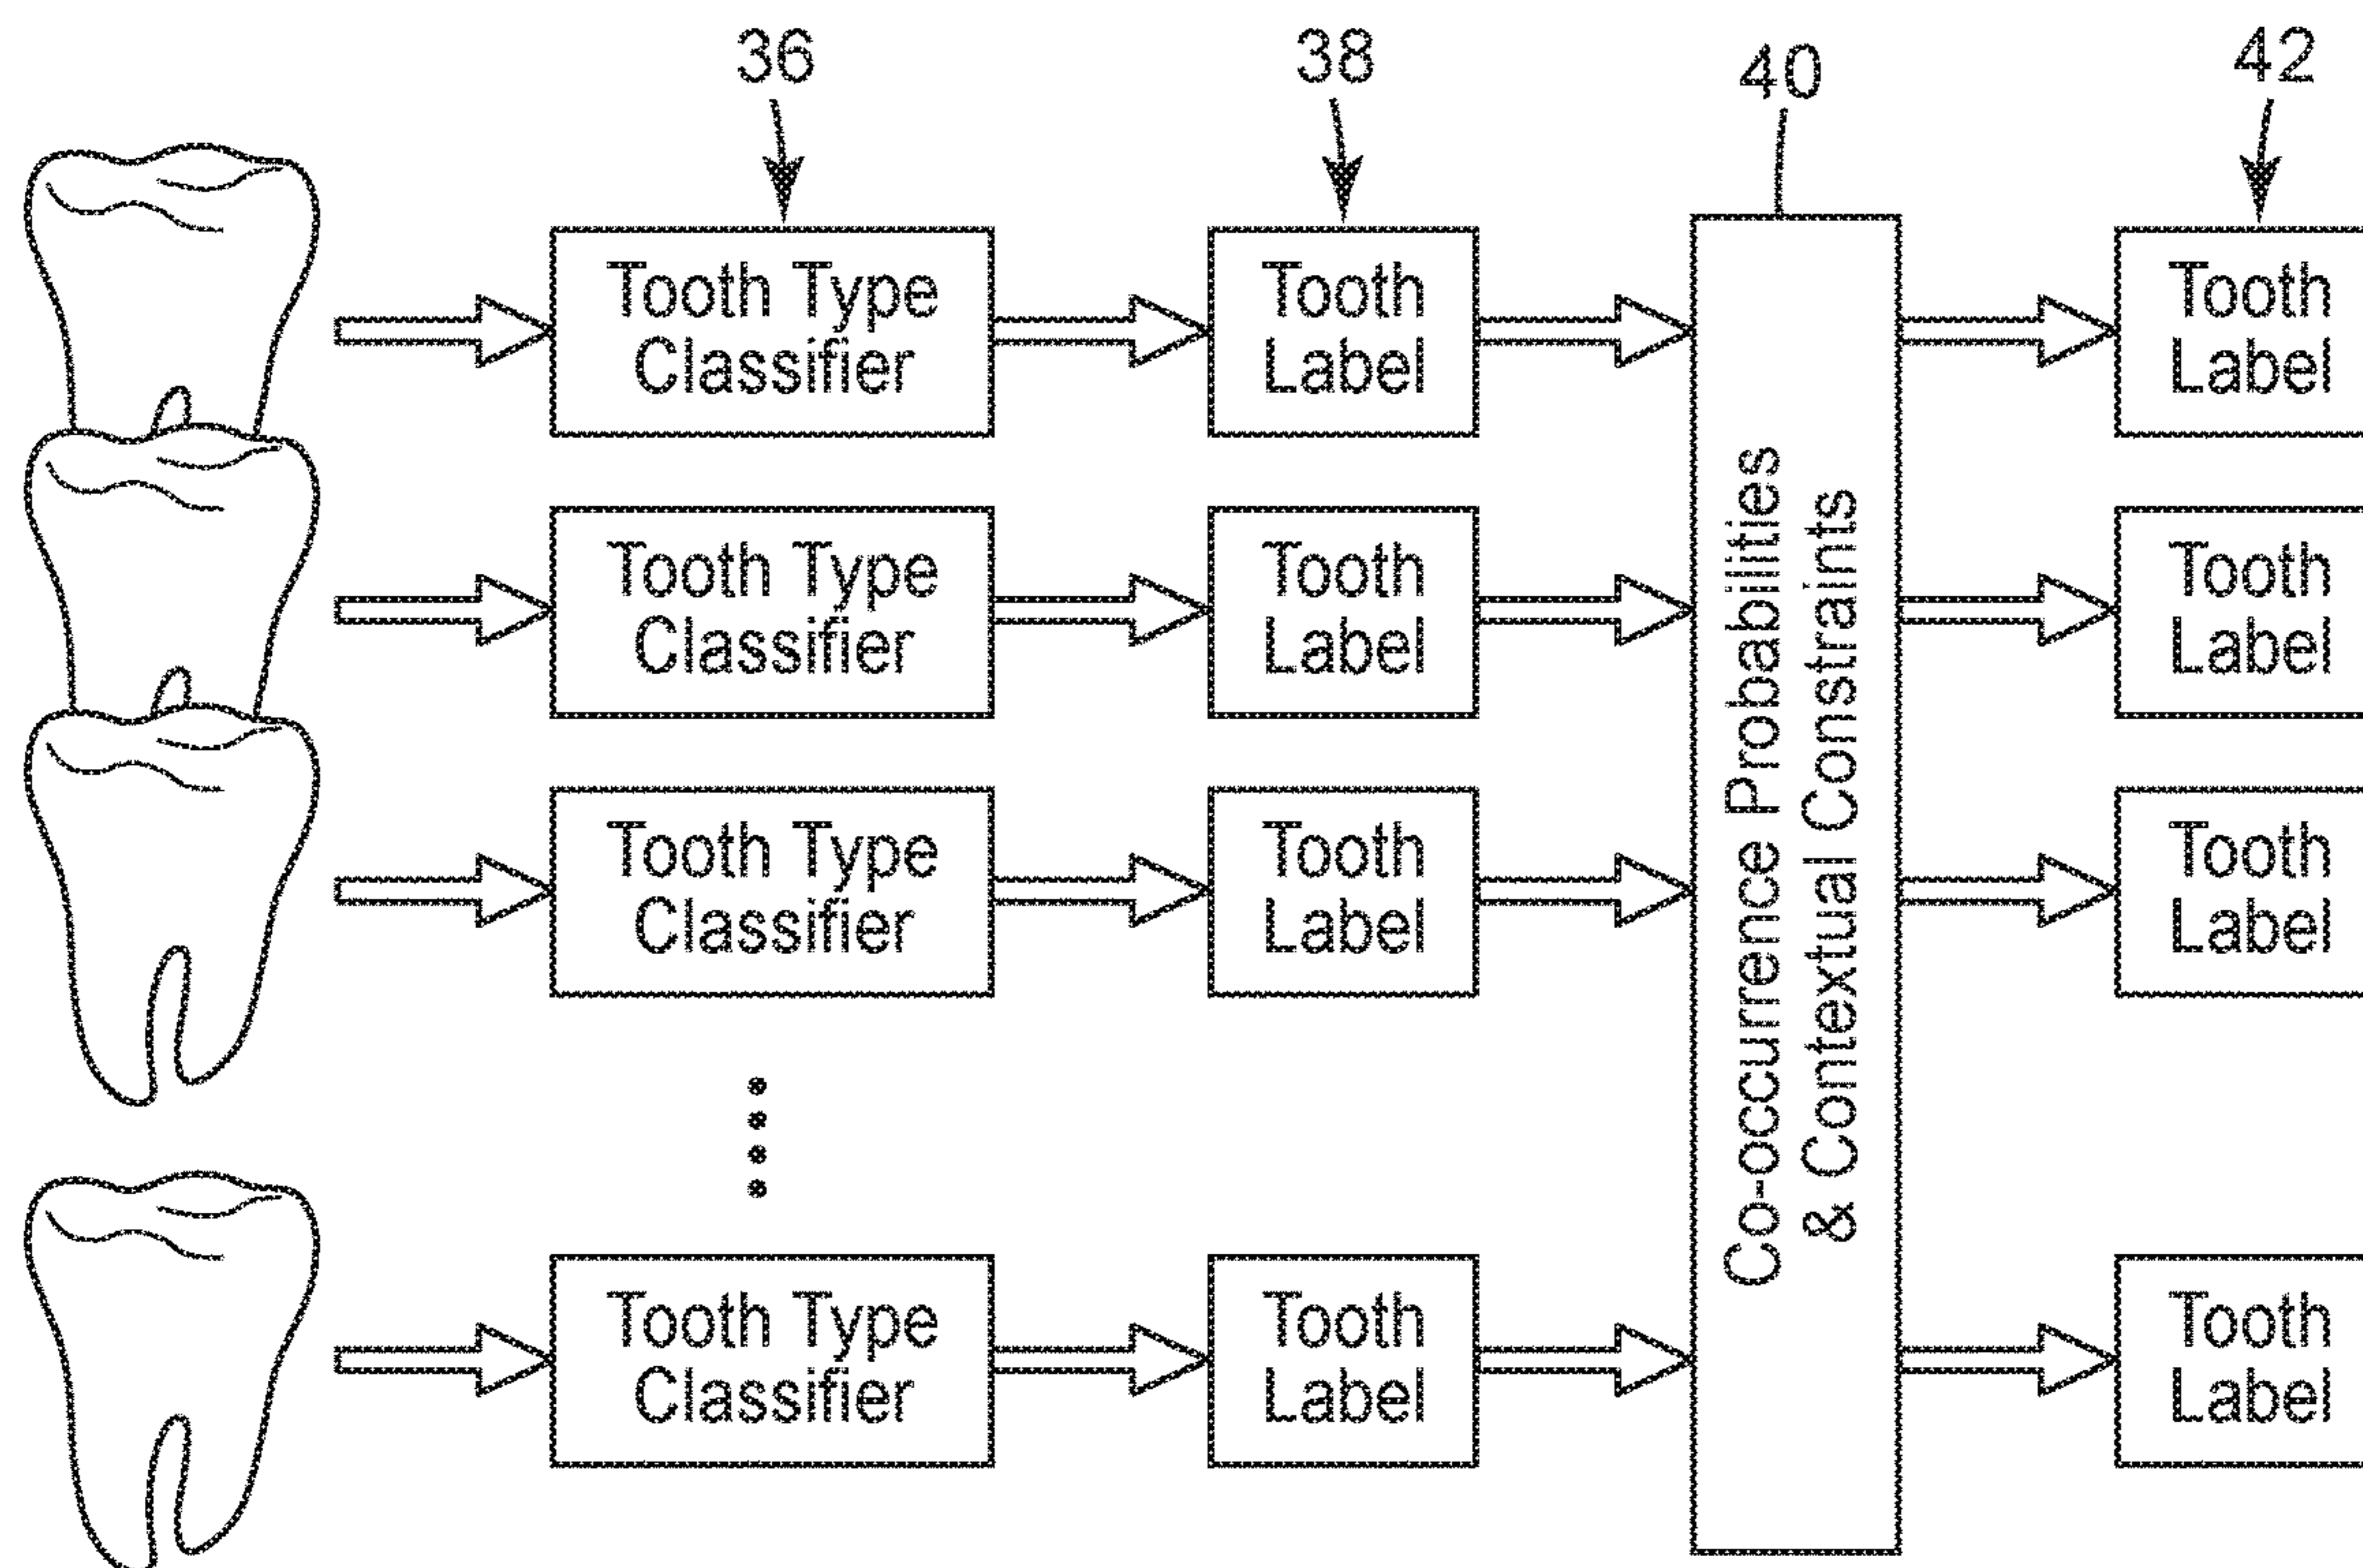 36
38
40
42
Tooth Type
Classifier
Tooth
Label
Tooth
Label
Tooth Type
Classifier
Tooth
Label
Tooth
Label
Tooth Type
Classifier
Tooth
Label
Tooth
Label
Tooth Type
Classifier
Tooth
Label
Tooth
Label
Co-occurrence Probabillities
& Contextual Constraints